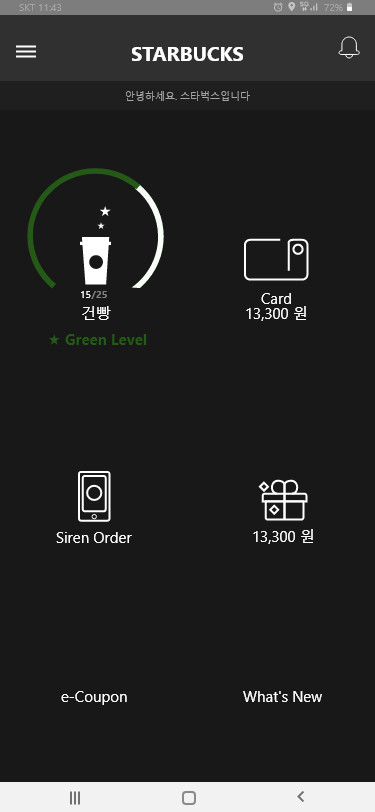 SKT 11:43
5G
72%
STARBUCKS
안녕하세요. 스타벅스입니다
15/25
건빵
★ Green Level
Card
13,300 원
Siren Order
13,300 원
e-Coupon
What's New